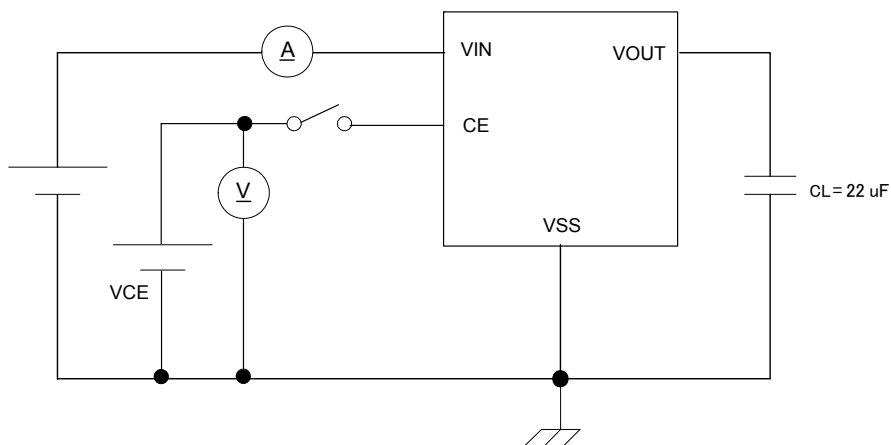 A
VIN
VOUT
CE
V
VSS
CL = 22 uF
VCE